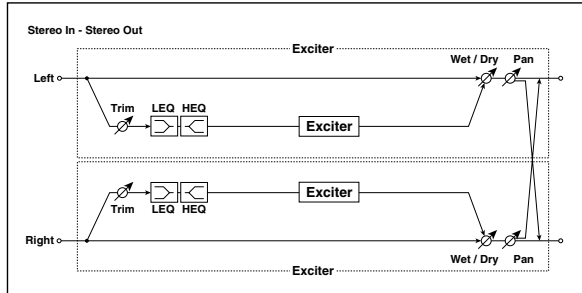 Stereo In - Stereo Out
Exciter
Wet / Dry Pan
Left
Trim LEQ HEQ
Exciter
Exciter
Trim LEQ HEQ
Right
Wet / Dry Pan
Exciter